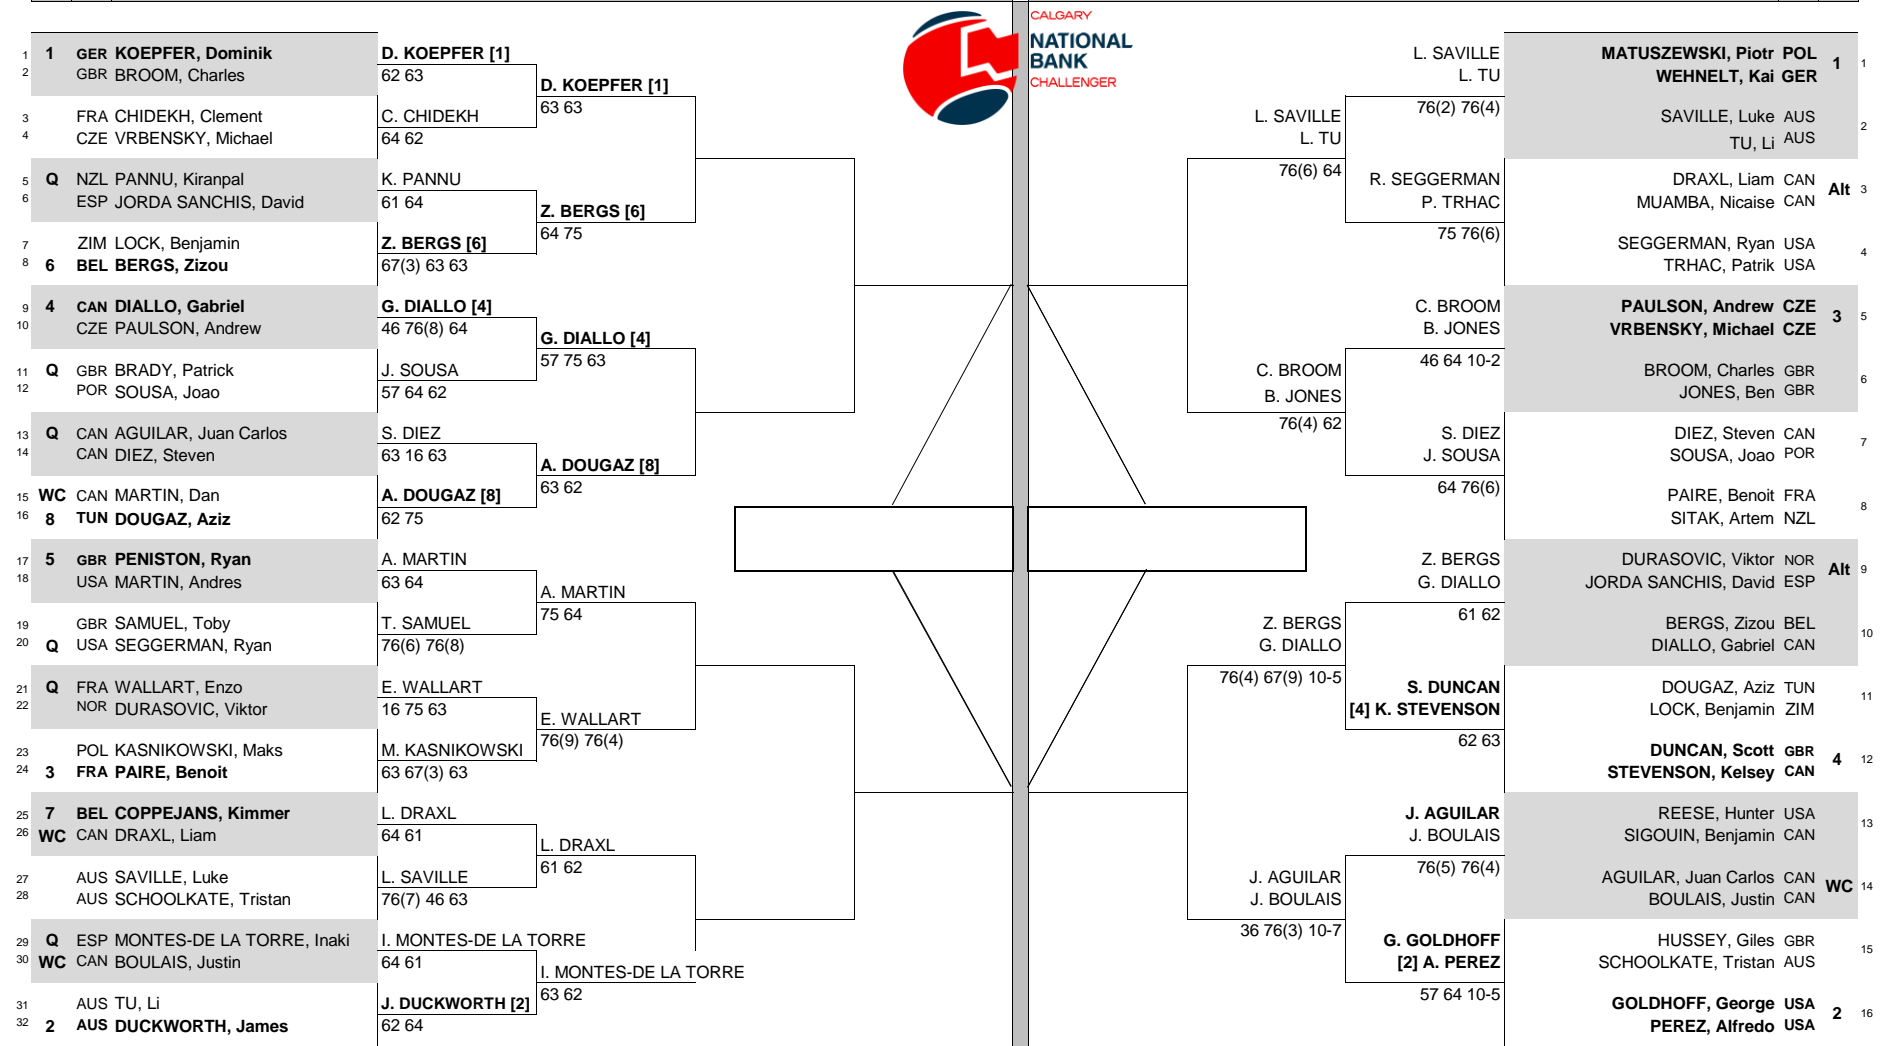 CALGARY
NATIONAL
BANK
CHALLENGER
1 1 GER KOEPFER, Dominik
2 GBR BROOM, Charles
3 FRA CHIDEKH, Clement
4 CZE VRBENSKY, Michael
5 Q NZL PANNU, Kiranpal
6 ESP JORDA SANCHIS, David
7 ZIM LOCK, Benjamin
8 6 BEL BERGS, Zizou
9 4 CAN DIALLO, Gabriel
10 CZE PAULSON, Andrew
11 Q GBR BRADY, Patrick
12 POR SOUSA, Joao
13 Q CAN AGUILAR, Juan Carlos
14 CAN DIEZ, Steven
15 WC CAN MARTIN, Dan
16 8 TUN DOUGAZ, Aziz
17 5 GBR PENISTON, Ryan
18 USA MARTIN, Andres
19 GBR SAMUEL, Toby
20 Q USA SEGGERMAN, Ryan
21 Q FRA WALLART, Enzo
22 NOR DURASOVIC, Viktor
23 POL KASNIKOWSKI, Maks
24 3 FRA PAIRE, Benoit
25 7 BEL COPPEJANS, Kimmer
26 WC CAN DRAXL, Liam
27 AUS SAVILLE, Luke
28 AUS SCHOOLKATE, Tristan
29 Q ESP MONTES-DE LA TORRE, Inaki
30 WC CAN BOULAIS, Justin
31 AUS TU, Li
32 2 AUS DUCKWORTH, James
D. KOEPFER [1]
62 63
C. CHIDEKH
64 62
K. PANNU
61 64
Z. BERGS [6]
67(3) 63 63
G. DIALLO [4]
46 76(8) 64
J. SOUSA
57 64 62
S. DIEZ
63 16 63
A. DOUGAZ [8]
62 75
A. MARTIN
63 64
T. SAMUEL
76(6) 76(8)
E. WALLART
16 75 63
M. KASNIKOWSKI
63 67(3) 63
L. DRAXL
64 61
L. SAVILLE
76(7) 46 63
I. MONTES-DE LA TORRE
64 61
J. DUCKWORTH [2]
62 64
D. KOEPFER [1]
63 63
Z. BERGS [6]
64 75
G. DIALLO [4]
57 75 63
A. DOUGAZ [8]
63 62
A. MARTIN
75 64
E. WALLART
76(9) 76(4)
L. DRAXL
61 62
I. MONTES-DE LA TORRE
63 62
L. SAVILLE
L. TU
76(6) 64
C. BROOM
B. JONES
76(4) 62
Z. BERGS
G. DIALLO
76(4) 67(9) 10-5
J. AGUILAR
J. BOULAIS
36 76(3) 10-7
L. SAVILLE
L. TU
76(2) 76(4)
R. SEGGERMAN
P. TRHAC
75 76(6)
C. BROOM
B. JONES
46 64 10-2
S. DIEZ
J. SOUSA
64 76(6)
Z. BERGS
G. DIALLO
61 62
S. DUNCAN
[4] K. STEVENSON
62 63
J. AGUILAR
J. BOULAIS
76(5) 76(4)
G. GOLDHOFF
[2] A. PEREZ
57 64 10-5
MATUSZEWSKI, Piotr POL
WEHNELT, Kai GER
1 1
SAVILLE, Luke AUS
TU, Li AUS
2
DRAXL, Liam CAN
MUAMBA, Nicaise CAN
Alt 3
SEGGERMAN, Ryan USA
TRHAC, Patrik USA
4
PAULSON, Andrew CZE
VRBENSKY, Michael CZE
3 5
BROOM, Charles GBR
JONES, Ben GBR
6
DIEZ, Steven CAN
SOUSA, Joao POR
7
PAIRE, Benoit FRA
SITAK, Artem NZL
8
DURASOVIC, Viktor NOR
JORDA SANCHIS, David ESP
Alt 9
BERGS, Zizou BEL
DIALLO, Gabriel CAN
10
DOUGAZ, Aziz TUN
LOCK, Benjamin ZIM
11
DUNCAN, Scott GBR
STEVENSON, Kelsey CAN
4 12
REESE, Hunter USA
SIGOUIN, Benjamin CAN
13
AGUILAR, Juan Carlos CAN
BOULAIS, Justin CAN
WC 14
HUSSEY, Giles GBR
SCHOOLKATE, Tristan AUS
15
GOLDHOFF, George USA
PEREZ, Alfredo USA
2 16